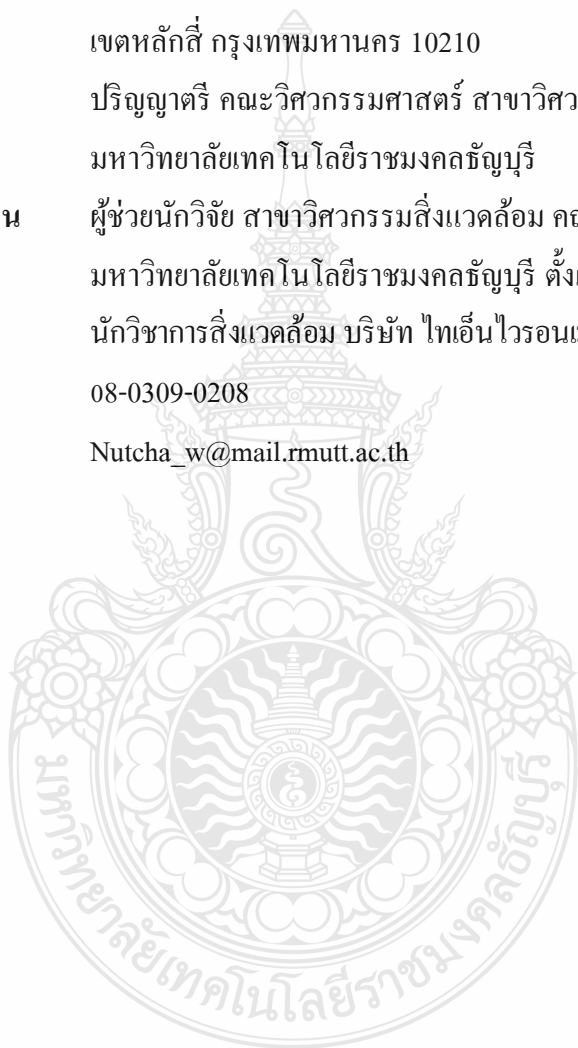 เขตหลักสี่ กรุงเทพมหานคร 10210
ปริญญาตรี คณะวิศวกรรมศาสตร์ สาขาวิศว
มหาวิทยาลัยเทคโนโลยีราชมงคลธัญบุรี
น ผู้ช่วยนักวิจัย สาขาวิศวกรรมสิ่งแวดล้อม คณ
มหาวิทยาลัยเทคโนโลยีราชมงคลธัญบุรี ตั้งแ
นักวิชาการสิ่งแวดล้อม บริษัท ไทเอ็นไวรอนเ
08-0309-0208
Nutcha_w@mail.rmutt.ac.th
มหาวิทยาลัยเทคโนโลยีราชมงคลธัญบุรี